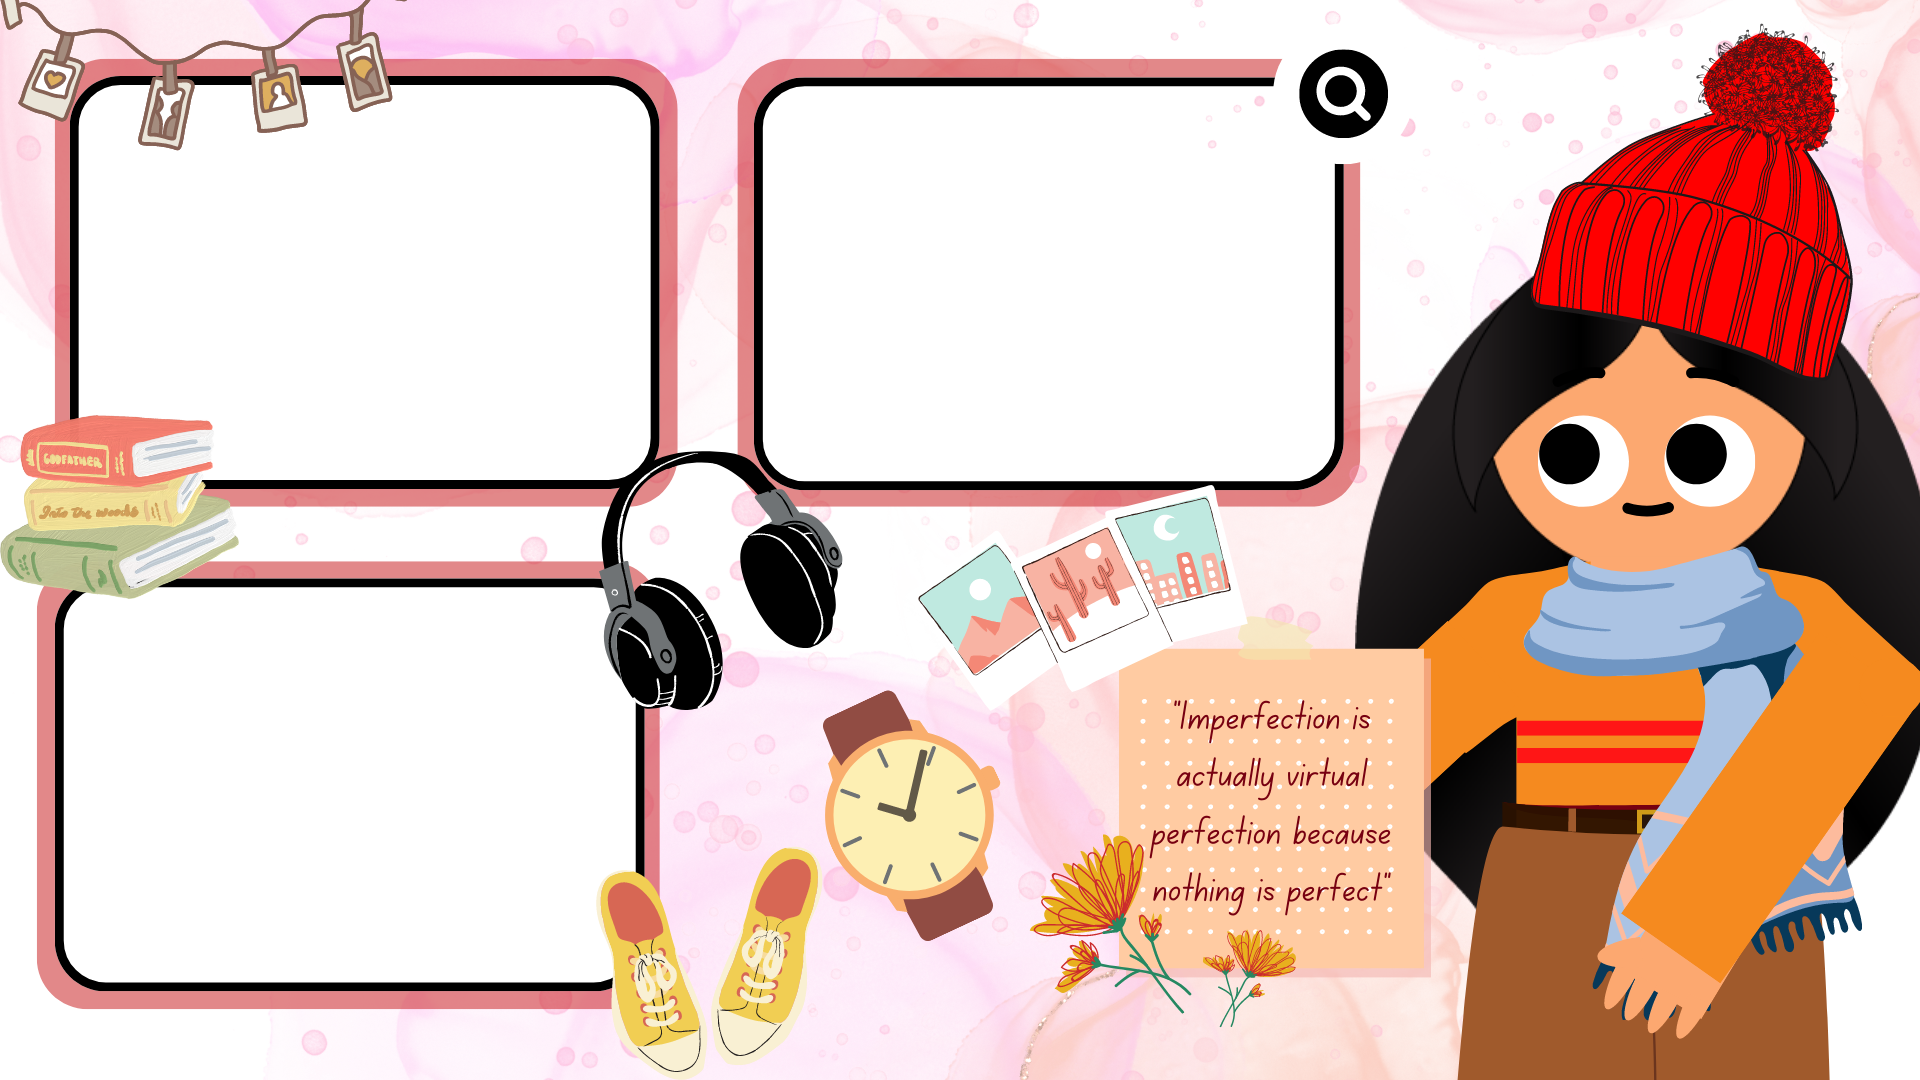 GODFATHER
Into the woods
"Imperfection is
actually virtual
perfection because
nothing is perfect"